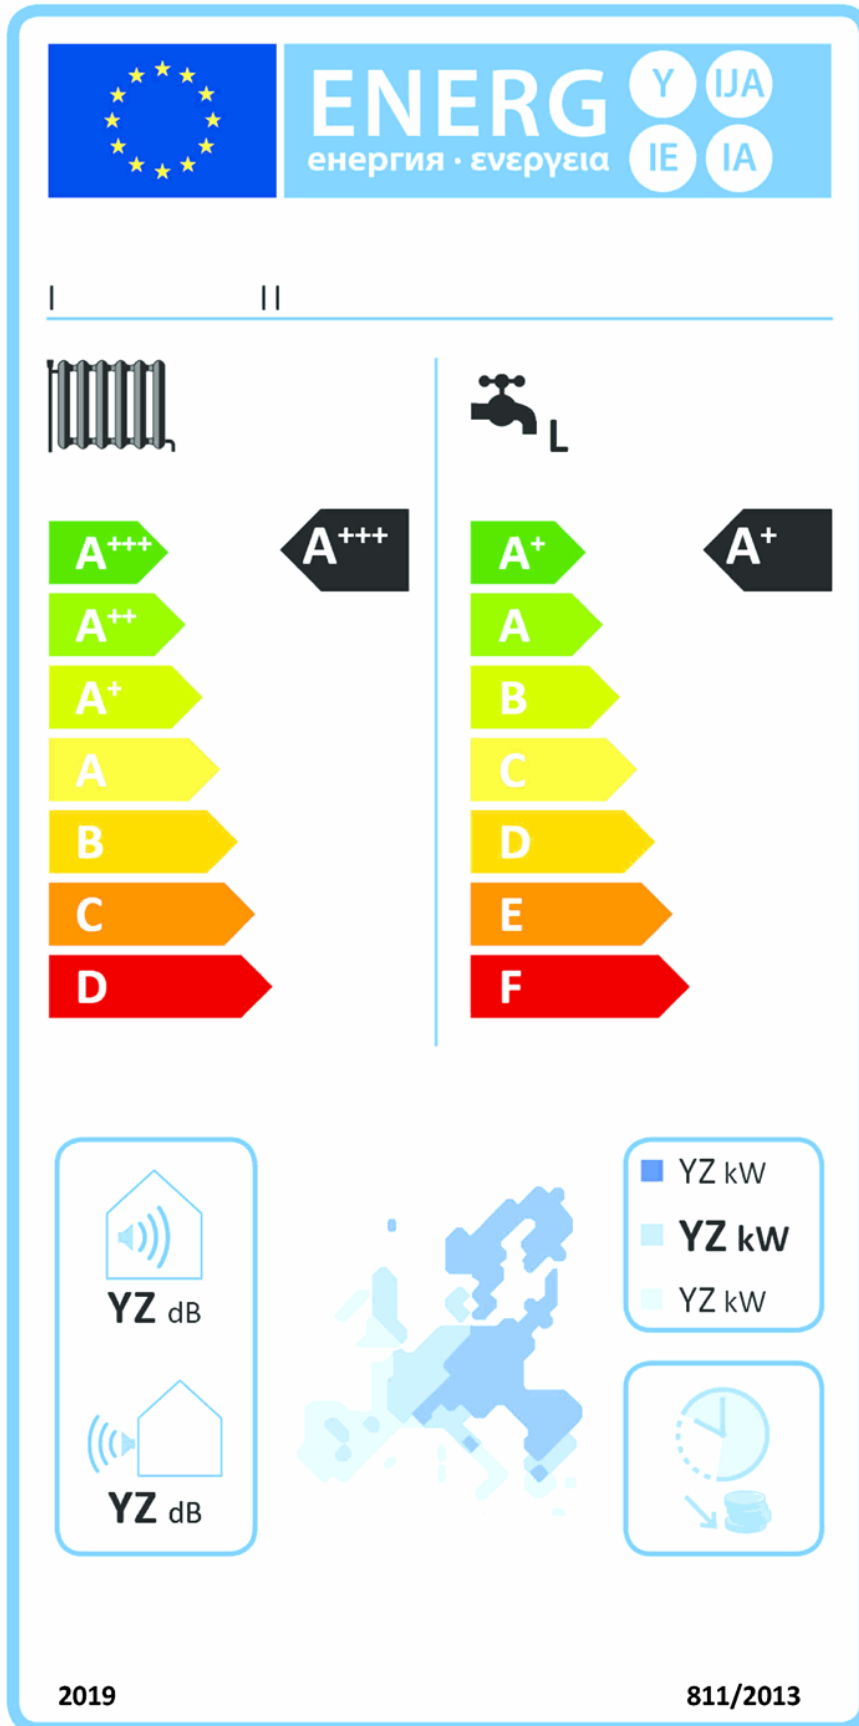 ENERG Y IJA
енергия · ενεργεια IE IA
I II
L
A+++ A+++ A+ A+
A++ A
A+ B
A C
B D
C E
D F
YZ kW
YZ kW
YZ dB YZ kW
YZ dB
2019 811/2013